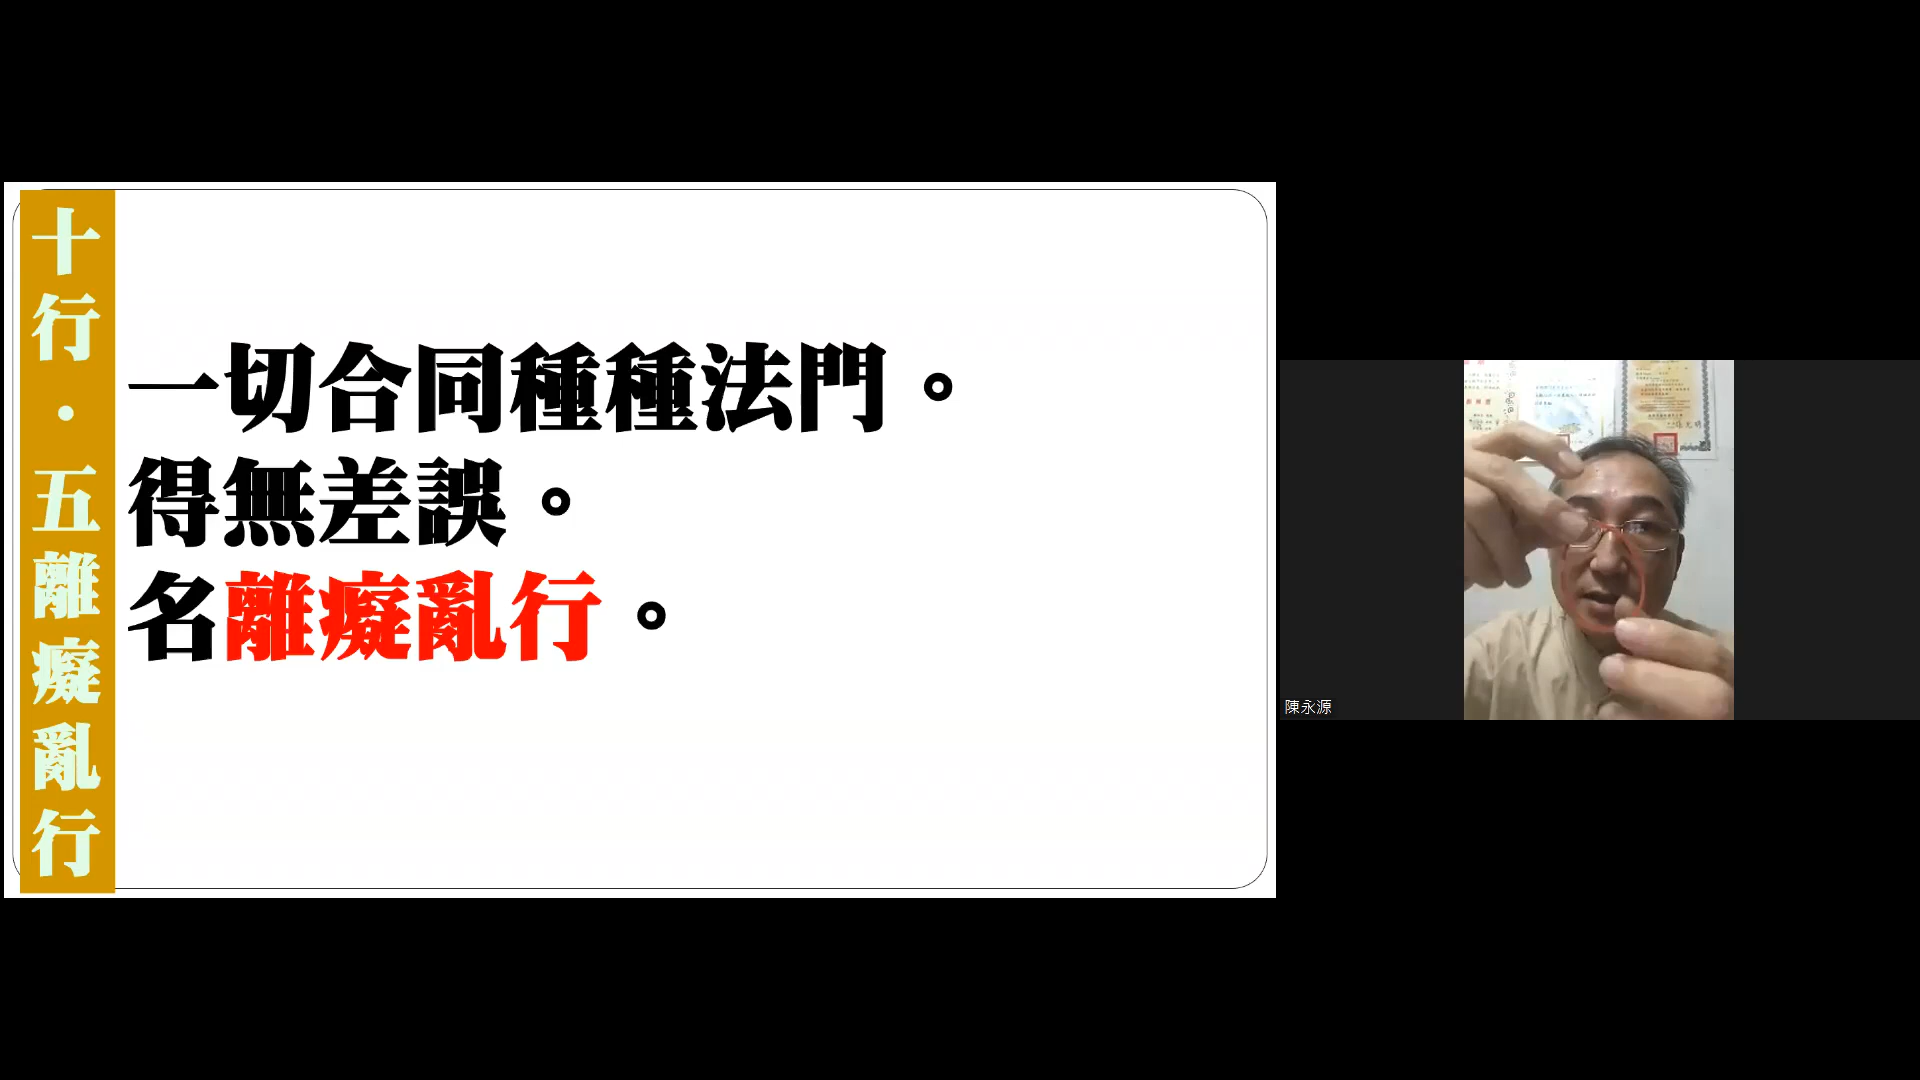 十行・五離癡亂行
一切合同種種法門。
得無差誤。
名離癡亂行。
陳永源